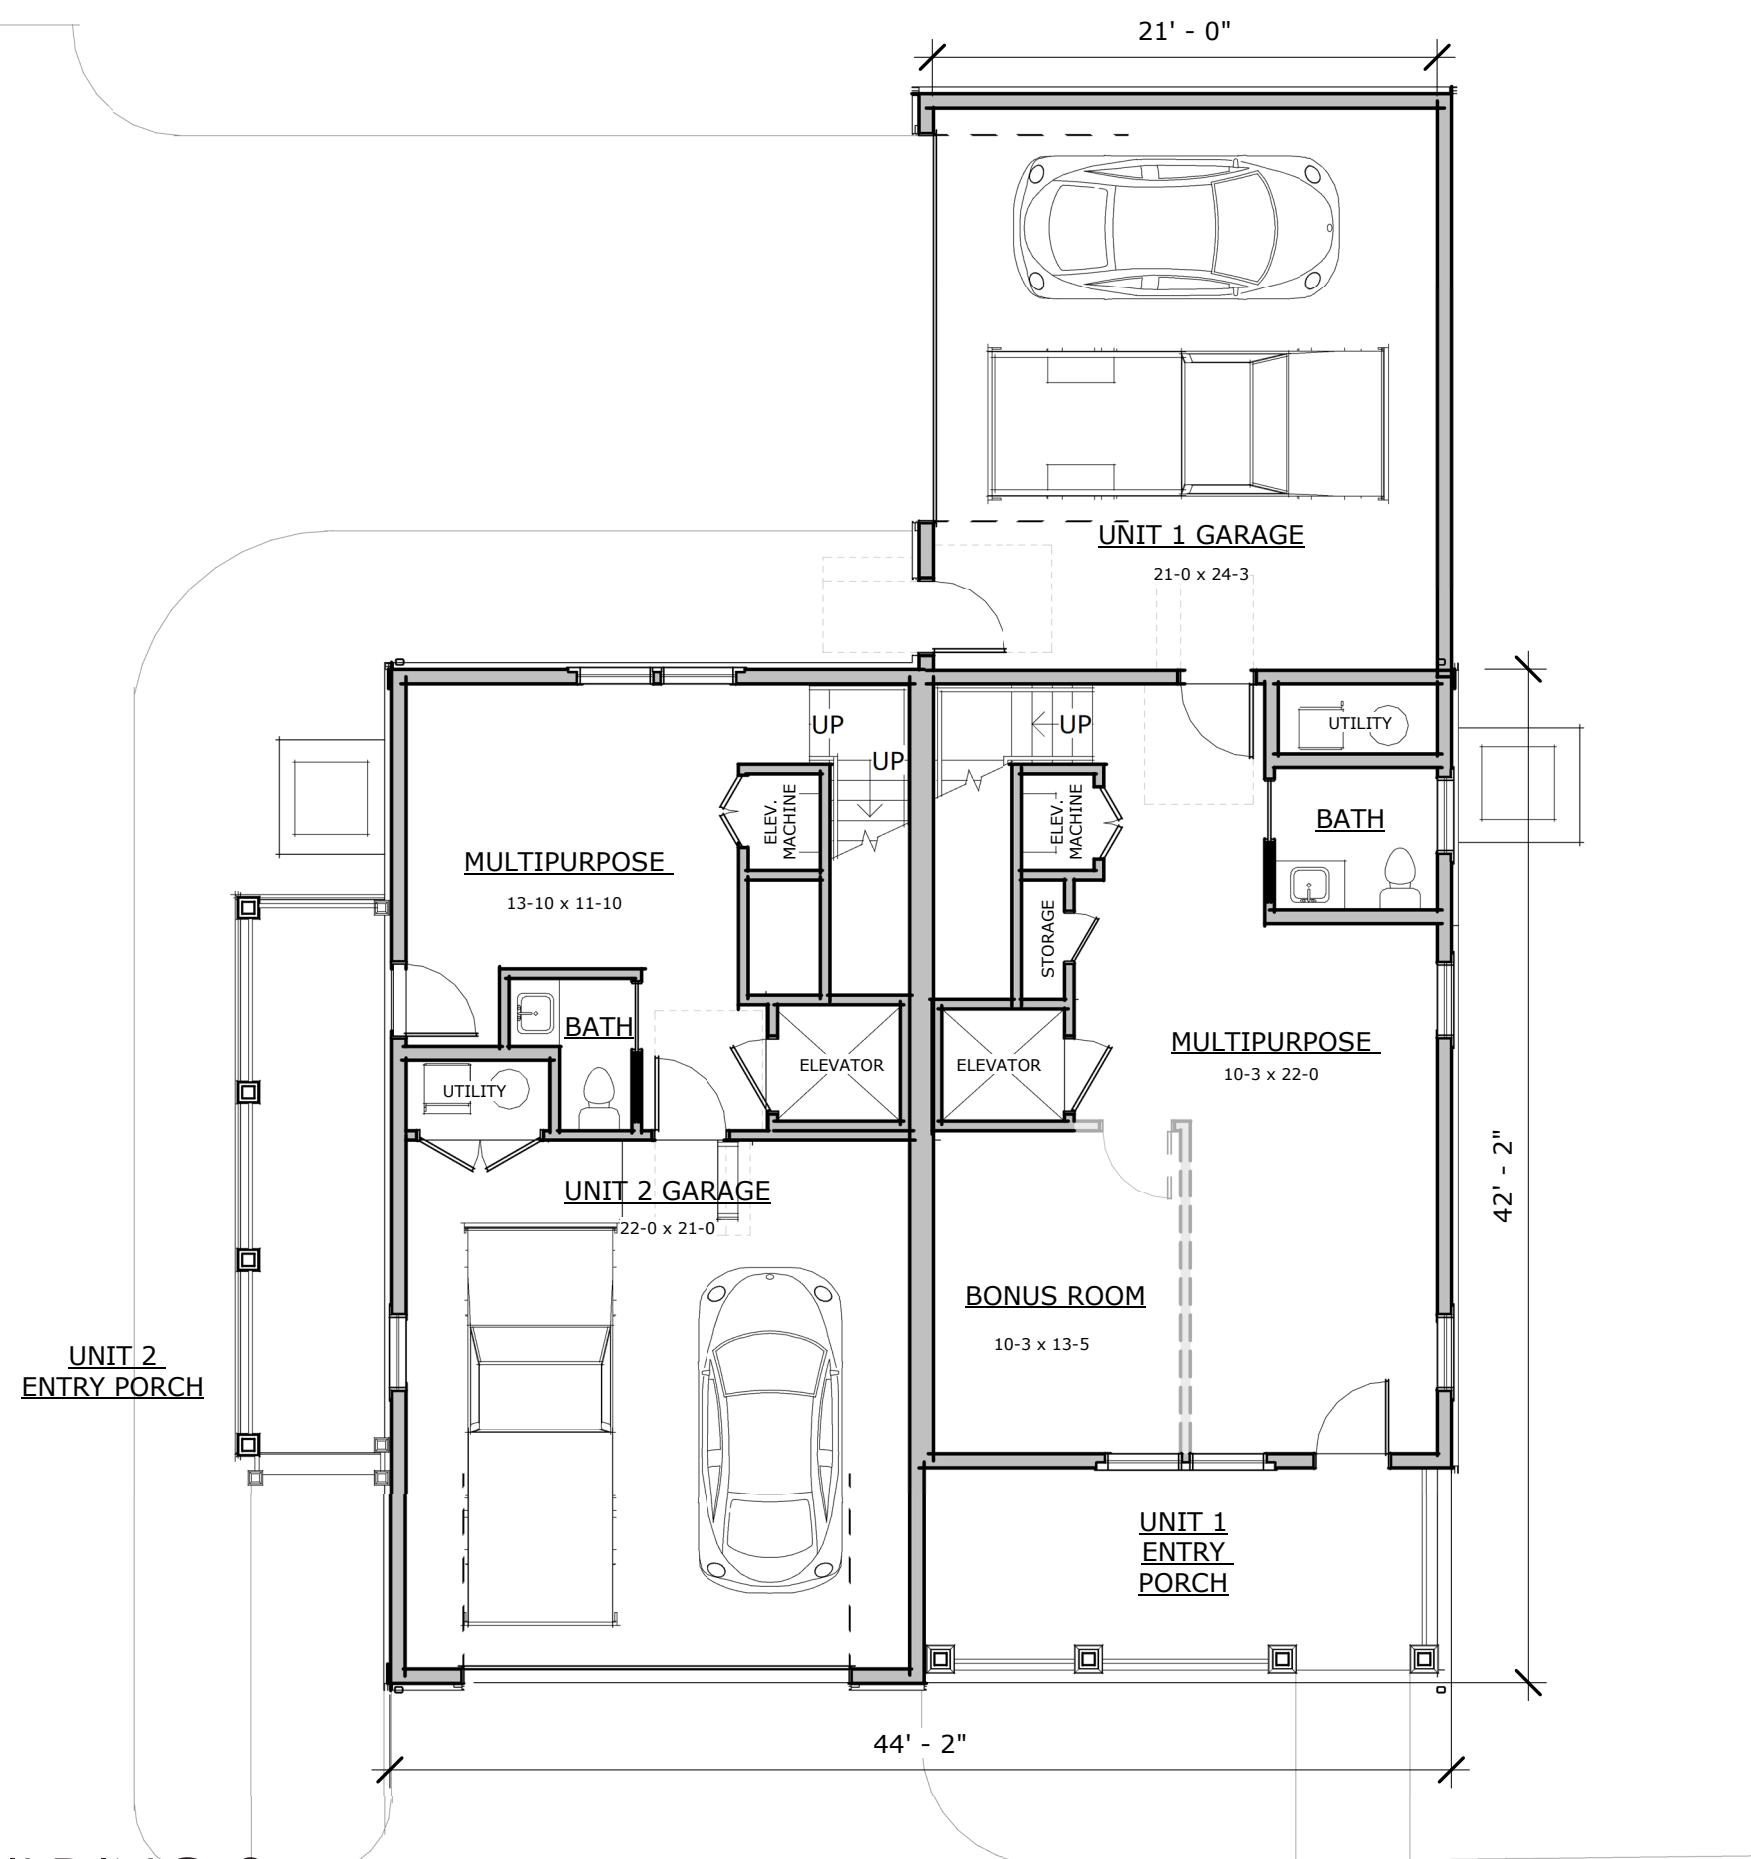 21' - 0"
UNIT 1 GARAGE
21-0 x 24-3
UP
UP
UP
UTILITY
ELEV.
MACHINE
ELEV.
MACHINE
BATH
MULTIPURPOSE
13-10 x 11-10
STORAGE
BATH
MULTIPURPOSE
10-3 x 22-0
ELEVATOR
ELEVATOR
UTILITY
42' - 2"
UNIT 2 GARAGE
22-0 x 21-0
BONUS ROOM
10-3 x 13-5
UNIT 2
ENTRY PORCH
UNIT 1
ENTRY
PORCH
44' - 2"